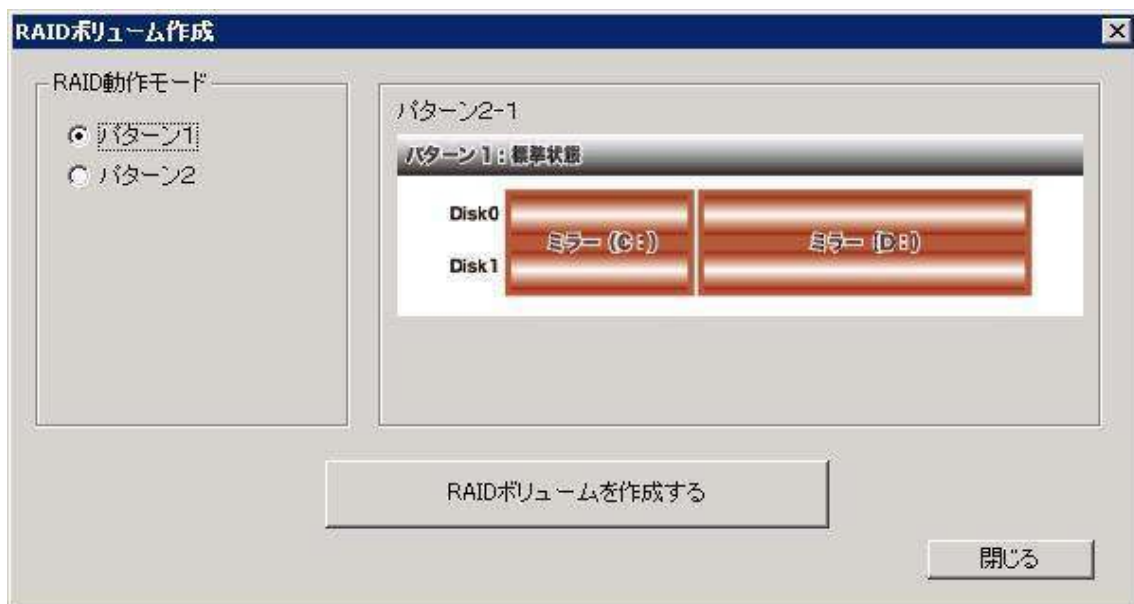 RAIDボリューム作成
RAID動作モード
パターン1
パターン2
パターン2-1
パターン1:標準状態
Disk0
ミラー (C:)
ミラー (D:)
Disk1
RAIDボリュームを作成する
閉じる